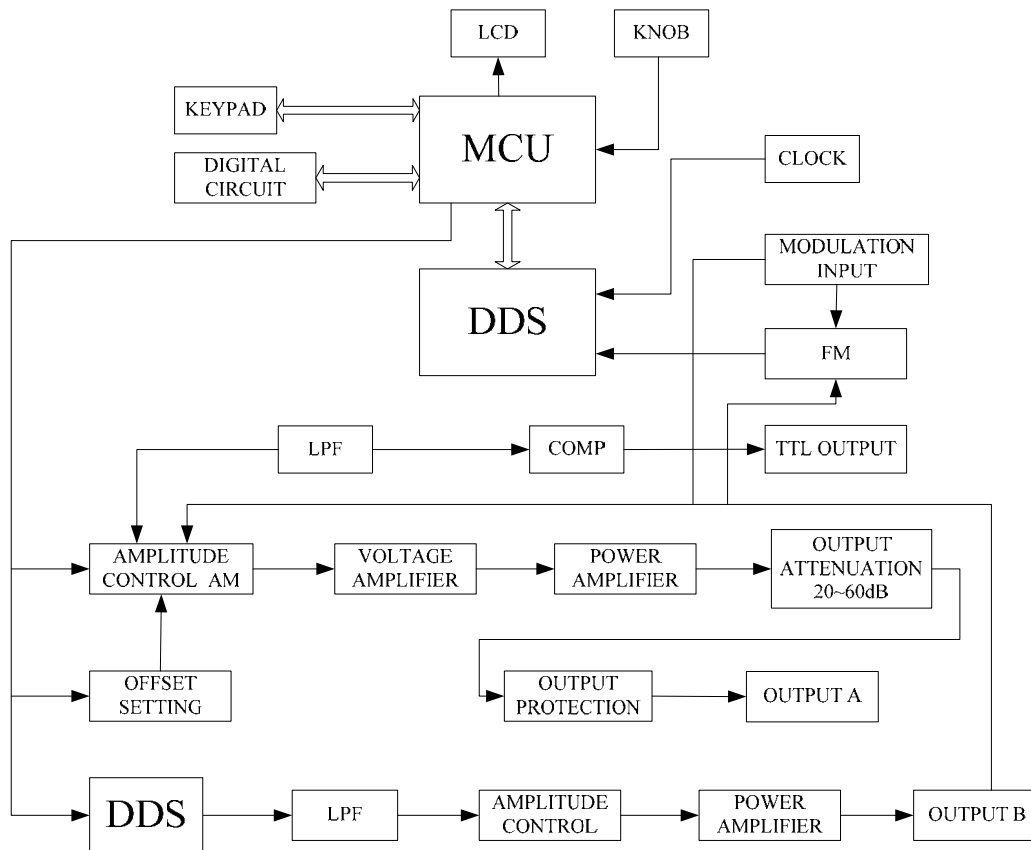 LCD
KNOB
KEYPAD
MCU
DIGITAL
CIRCUIT
CLOCK
MODULATION
INPUT
DDS
FM
LPF
COMP
TTL OUTPUT
AMPLITUDE
CONTROL AM
VOLTAGE
AMPLIFIER
POWER
AMPLIFIER
OUTPUT
ATTENUATION
20~60dB
OFFSET
SETTING
OUTPUT
PROTECTION
OUTPUT A
DDS
LPF
AMPLITUDE
CONTROL
POWER
AMPLIFIER
OUTPUT B